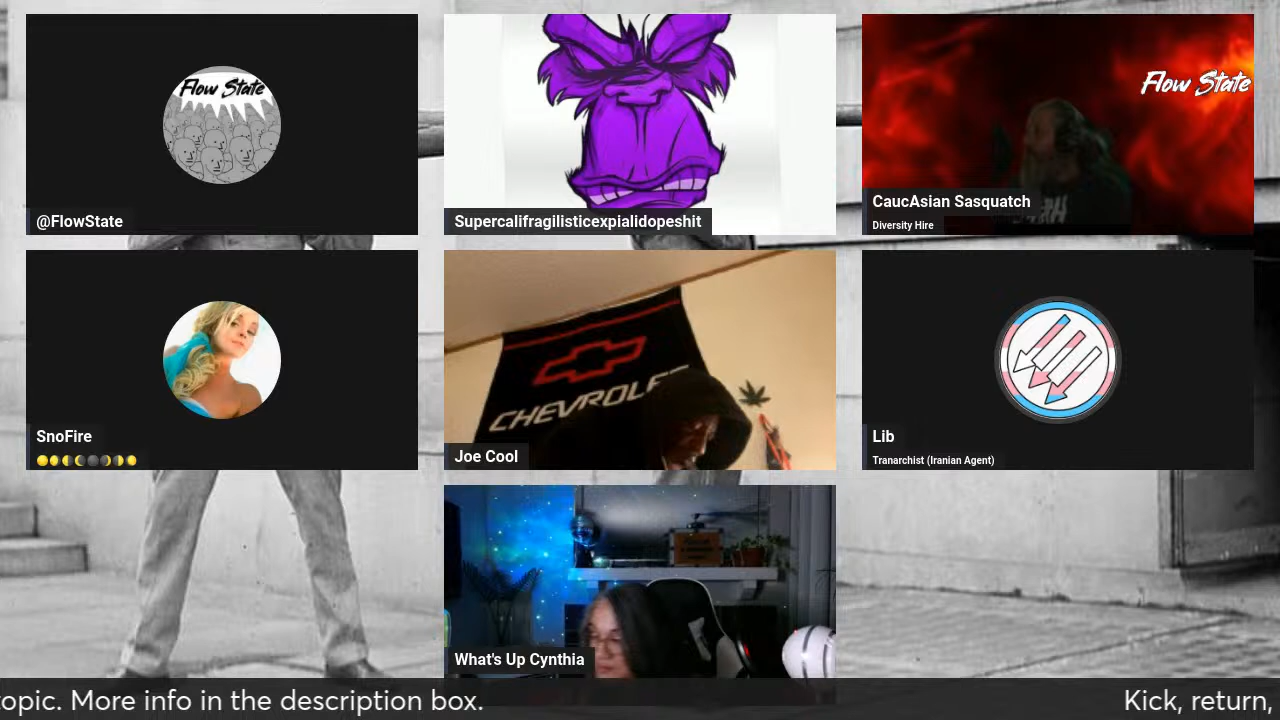 Flow State
@FlowState
Supercalifragilisticexpialidopeshit
Flow State
CaucAsian Sasquatch
Diversity Hire
SnoFire
CHEVROLET
Joe Cool
Lib
Tranarchist (Iranian Agent)
What's Up Cynthia
topic. More info in the description box.
Kick, return,